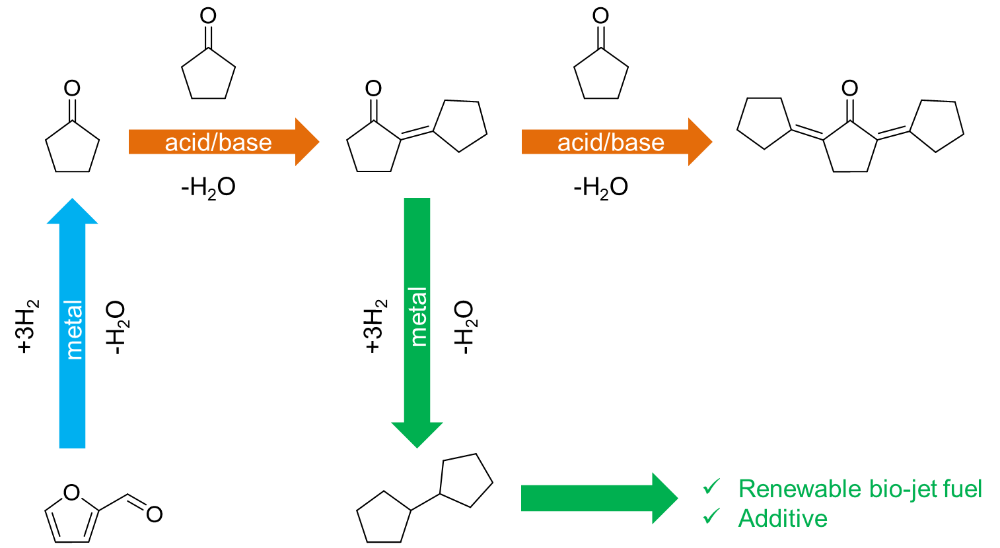 O
O
O
O
O
acid/base
acid/base
-H₂O
-H₂O
+3H₂
metal
-H₂O
+3H₂
metal
-H₂O
O
O
✓ Renewable bio-jet fuel
✓ Additive